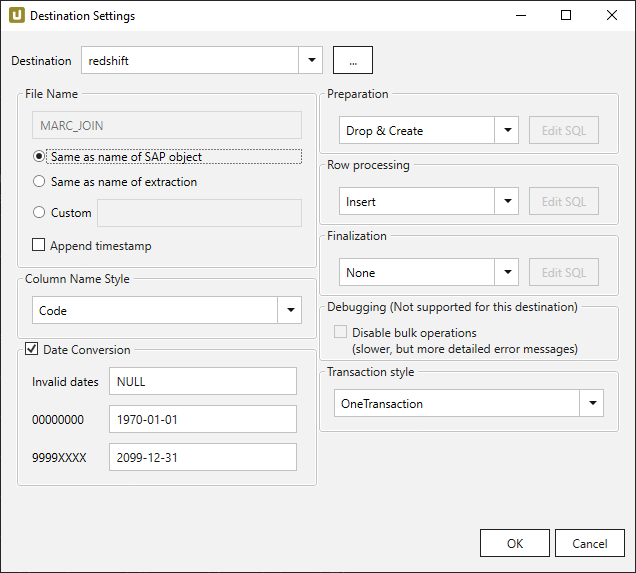 Destination Settings
Destination
redshift
...
File Name
MARC_JOIN
Same as name of SAP object
Same as name of extraction
Custom
Append timestamp
Column Name Style
Code
Date Conversion
Invalid dates
NULL
00000000
1970-01-01
9999XXXX
2099-12-31
Preparation
Drop & Create
Edit SQL
Row processing
Insert
Edit SQL
Finalization
None
Edit SQL
Debugging (Not supported for this destination)
Disable bulk operations
(slower, but more detailed error messages)
Transaction style
OneTransaction
OK
Cancel